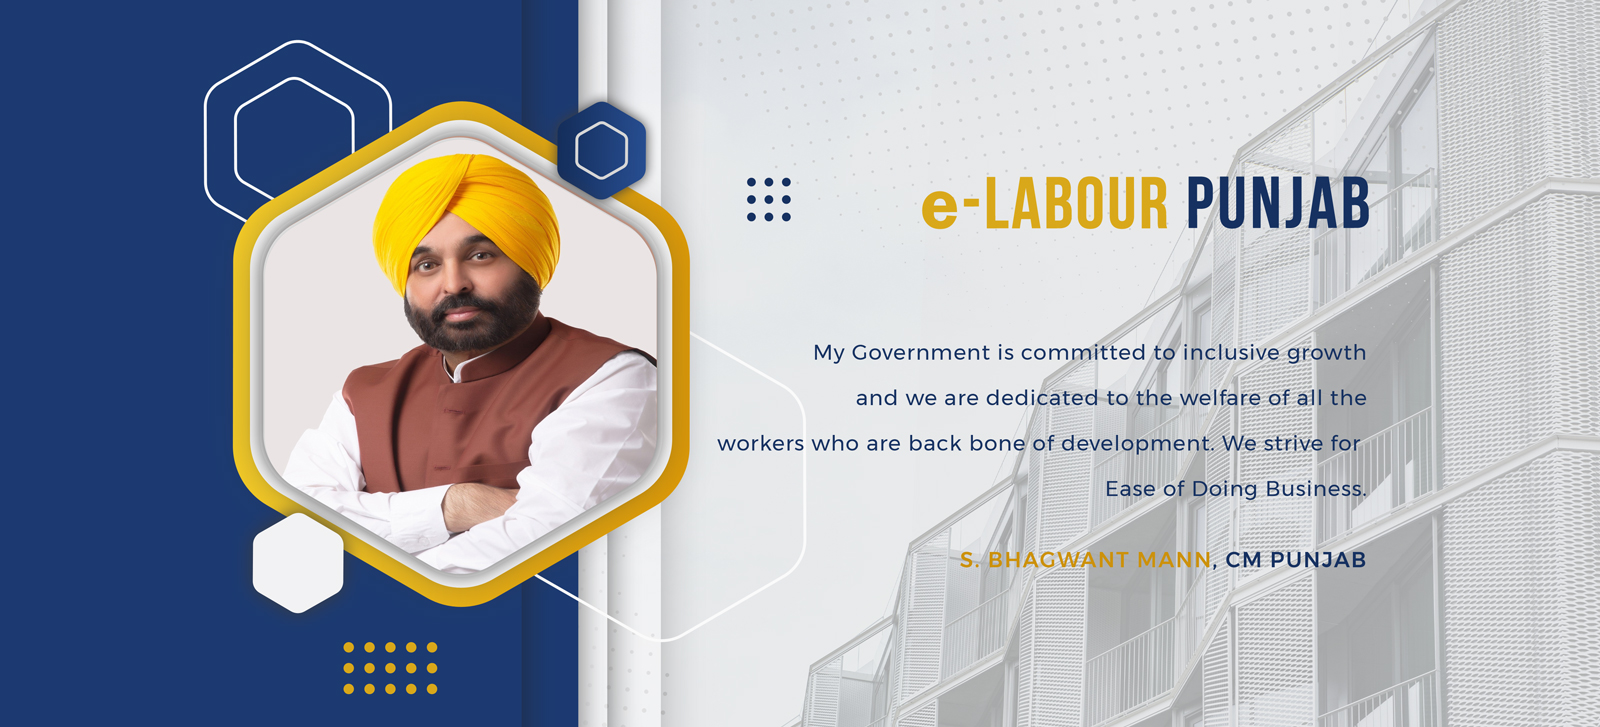 e-LABOUR PUNJAB
My Government is committed to inclusive growth
and we are dedicated to the welfare of all the
workers who are back bone of development. We strive for
Ease of Doing Business.
S. BHAGWANT MANN, CM PUNJAB